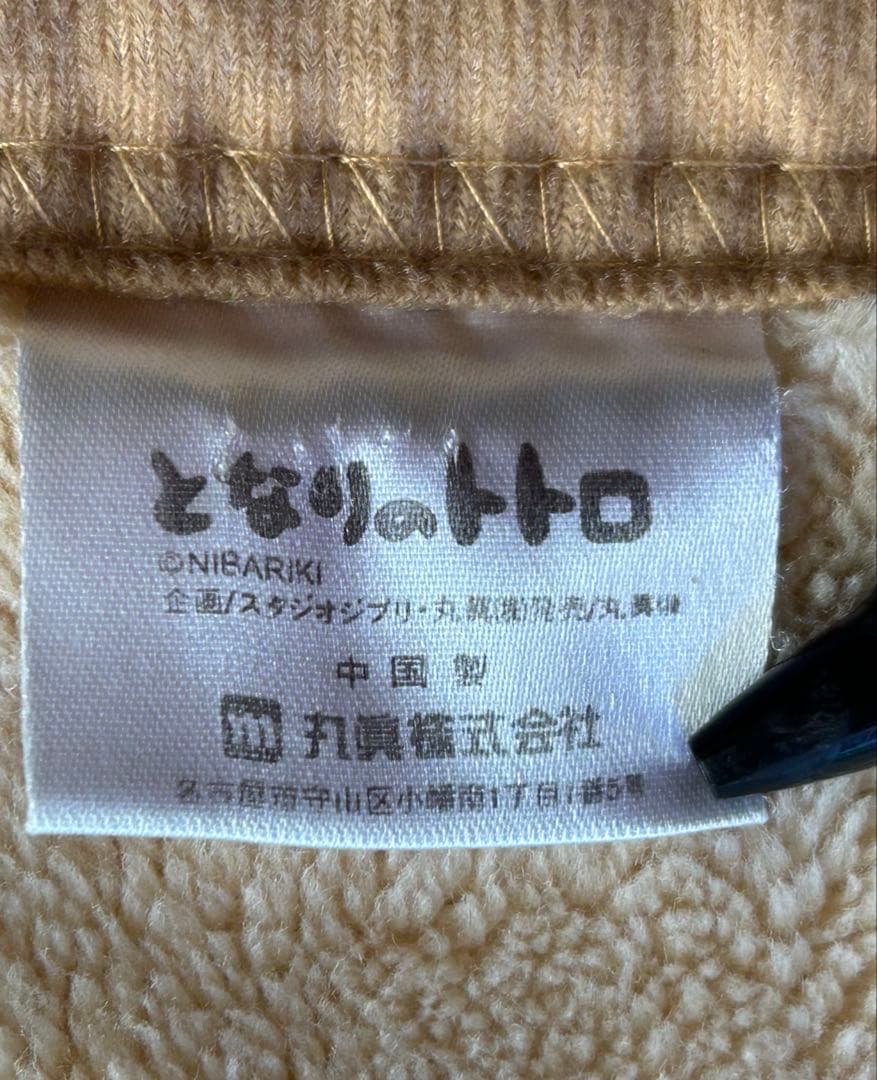 となりのトトロ
©NIBARIKI
企画/スタジオジブリ・丸眞(株)発売/丸眞㈱
中国製
m 丸眞株式会社
名古屋市守山区小幡南1丁目7番5号